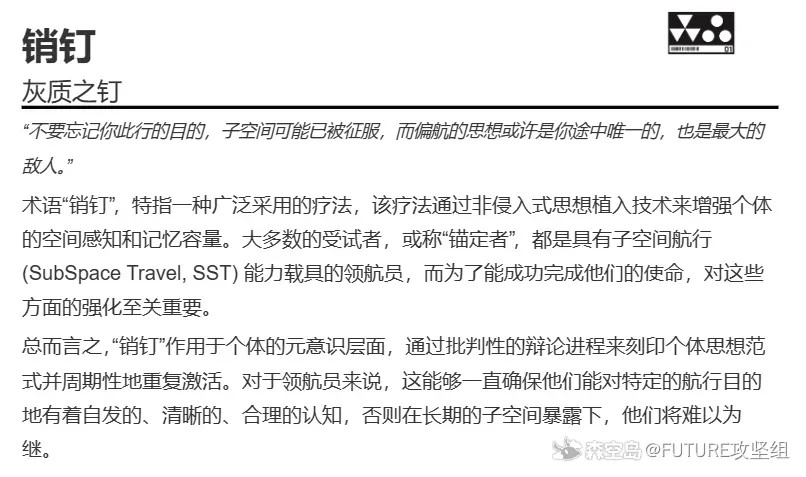 销钉
01
灰质之钉
“不要忘记你此行的目的，子空间可能已被征服，而偏航的思想或许是你途中唯一的，也是最大的
敌人。”
术语“销钉”，特指一种广泛采用的疗法，该疗法通过非侵入式思想植入技术来增强个体
的空间感知和记忆容量。大多数的受试者，或称“锚定者”，都是具有子空间航行
(SubSpace Travel, SST) 能力载具的领航员，而为了能成功完成他们的使命，对这些
方面的强化至关重要。
总而言之，“销钉”作用于个体的元意识层面，通过批判性的辩论进程来刻印个体思想范
式并周期性地重复激活。对于领航员来说，这能够一直确保他们能对特定的航行目的
地有着自发的、清晰的、合理的认知，否则在长期的子空间暴露下，他们将难以为
继。
森空岛 @FUTURE攻坚组